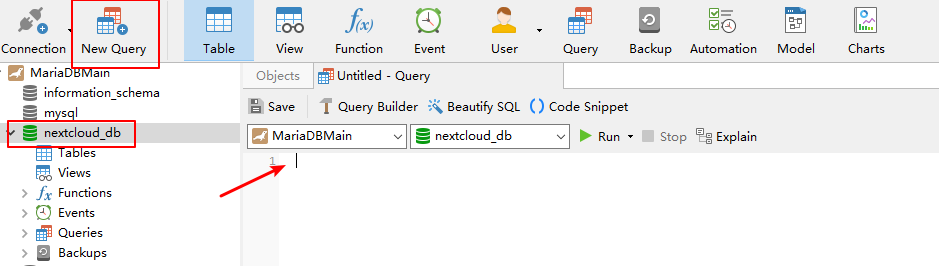 Connection New Query Table View Function Event User Query Backup Automation Model Charts
MariaDBMain
information_schema
mysql
nextcloud_db
Tables
Views
fx Functions
Events
Queries
Backups
Objects Untitled - Query
Save Query Builder Beautify SQL () Code Snippet
MariaDBMain nextcloud_db Run Stop Explain
1